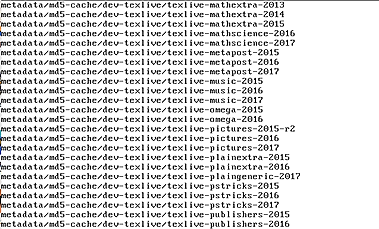 metadata/md5-cache/dev-texlive/texlive-mathextra-2013
metadata/md5-cache/dev-texlive/texlive-mathextra-2014
metadata/md5-cache/dev-texlive/texlive-mathextra-2015
metadata/md5-cache/dev-texlive/texlive-mathscience-2016
metadata/md5-cache/dev-texlive/texlive-mathscience-2017
metadata/md5-cache/dev-texlive/texlive-metapost-2015
metadata/md5-cache/dev-texlive/texlive-metapost-2016
metadata/md5-cache/dev-texlive/texlive-metapost-2017
metadata/md5-cache/dev-texlive/texlive-music-2015
metadata/md5-cache/dev-texlive/texlive-music-2016
metadata/md5-cache/dev-texlive/texlive-music-2017
metadata/md5-cache/dev-texlive/texlive-omega-2015
metadata/md5-cache/dev-texlive/texlive-omega-2016
metadata/md5-cache/dev-texlive/texlive-pictures-2015-r2
metadata/md5-cache/dev-texlive/texlive-pictures-2016
metadata/md5-cache/dev-texlive/texlive-pictures-2017
metadata/md5-cache/dev-texlive/texlive-plainextra-2015
metadata/md5-cache/dev-texlive/texlive-plainextra-2016
metadata/md5-cache/dev-texlive/texlive-plaingeneric-2017
metadata/md5-cache/dev-texlive/texlive-pstricks-2015
metadata/md5-cache/dev-texlive/texlive-pstricks-2016
metadata/md5-cache/dev-texlive/texlive-pstricks-2017
metadata/md5-cache/dev-texlive/texlive-publishers-2015
metadata/md5-cache/dev-texlive/texlive-publishers-2016